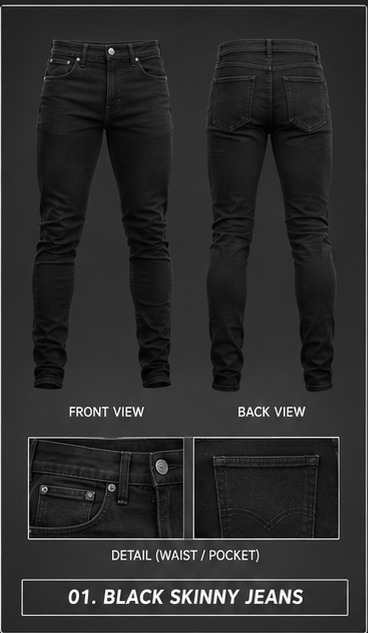 FRONT VIEW
BACK VIEW
DETAIL (WAIST / POCKET)
01. BLACK SKINNY JEANS